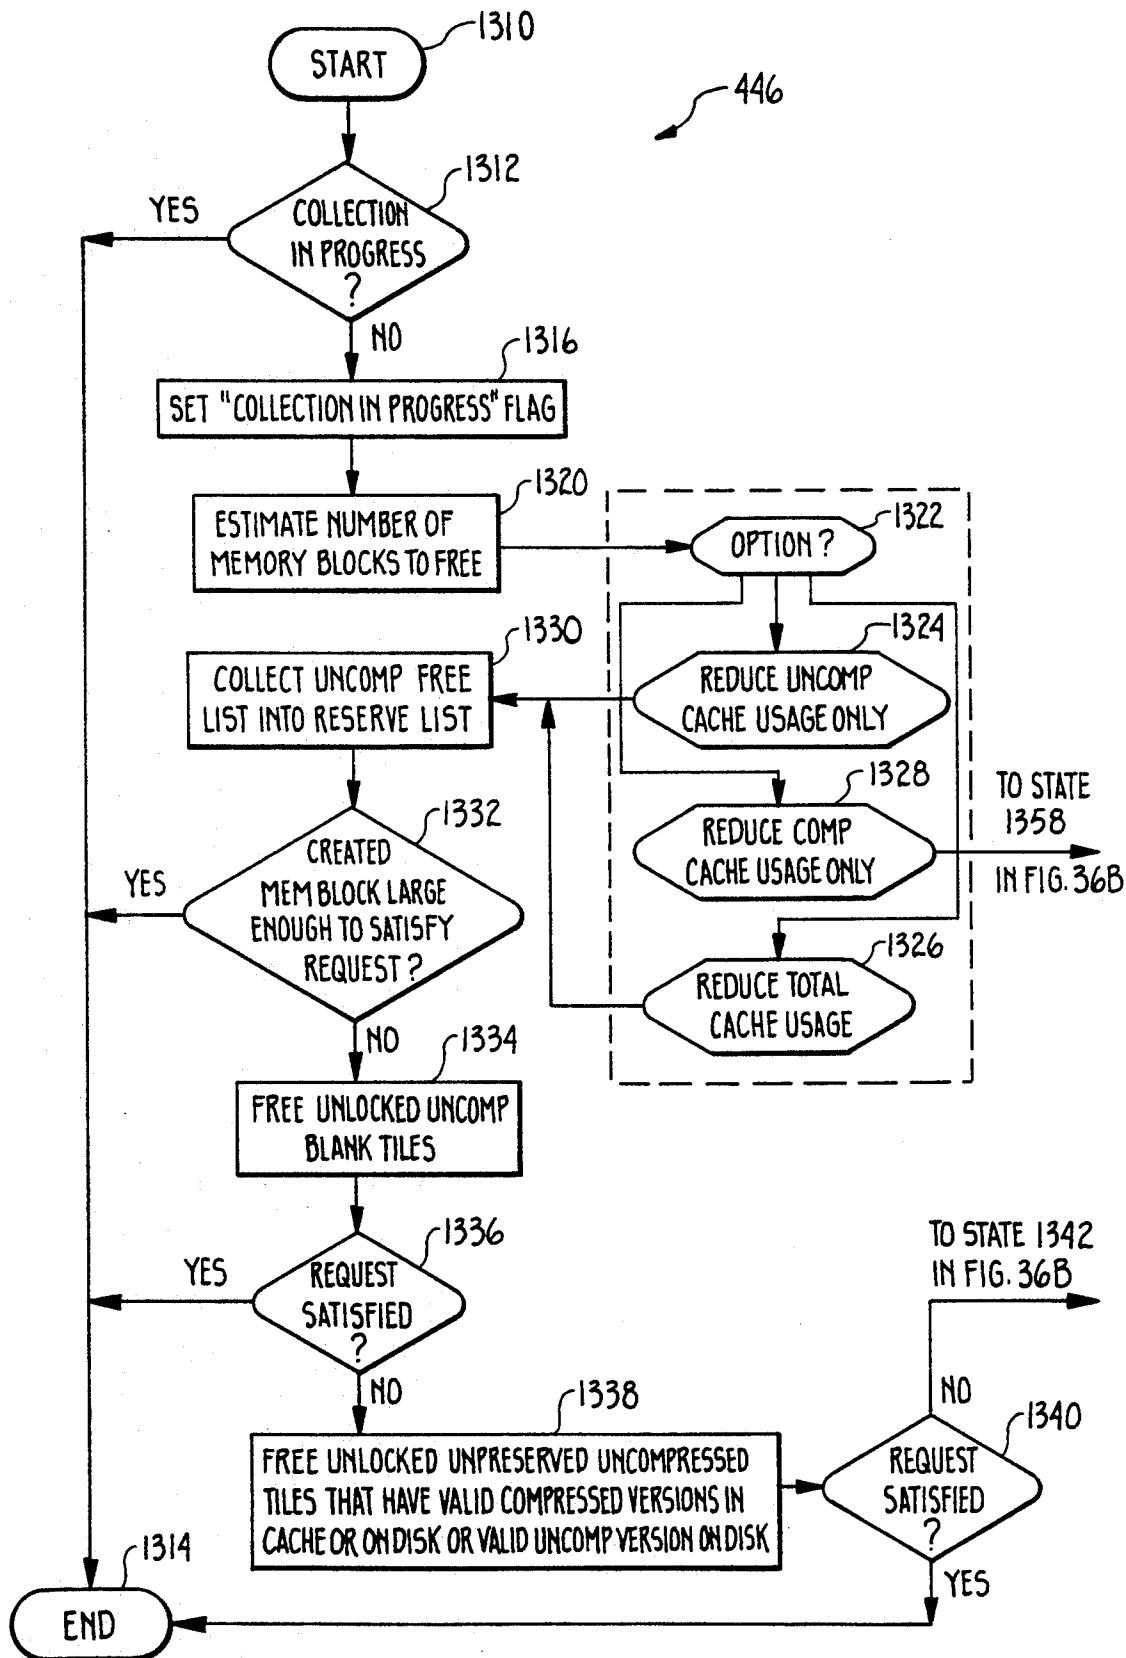 1310
START
446
1312
COLLECTION
IN PROGRESS
?
YES
NO
1316
SET "COLLECTION IN PROGRESS" FLAG
1320
ESTIMATE NUMBER OF
MEMORY BLOCKS TO FREE
1322
OPTION ?
1324
REDUCE UNCOMP
CACHE USAGE ONLY
1330
COLLECT UNCOMP FREE
LIST INTO RESERVE LIST
1328
REDUCE COMP
CACHE USAGE ONLY
TO STATE
1358
IN FIG. 36B
1332
CREATED
MEM BLOCK LARGE
ENOUGH TO SATISFY
REQUEST ?
YES
NO
1326
REDUCE TOTAL
CACHE USAGE
1334
FREE UNLOCKED UNCOMP
BLANK TILES
1336
REQUEST
SATISFIED
?
YES
NO
TO STATE 1342
IN FIG. 36B
1338
FREE UNLOCKED UNPRESERVED UNCOMPRESSED
TILES THAT HAVE VALID COMPRESSED VERSIONS IN
CACHE OR ON DISK OR VALID UNCOMP VERSION ON DISK
NO
1340
REQUEST
SATISFIED
?
YES
1314
END